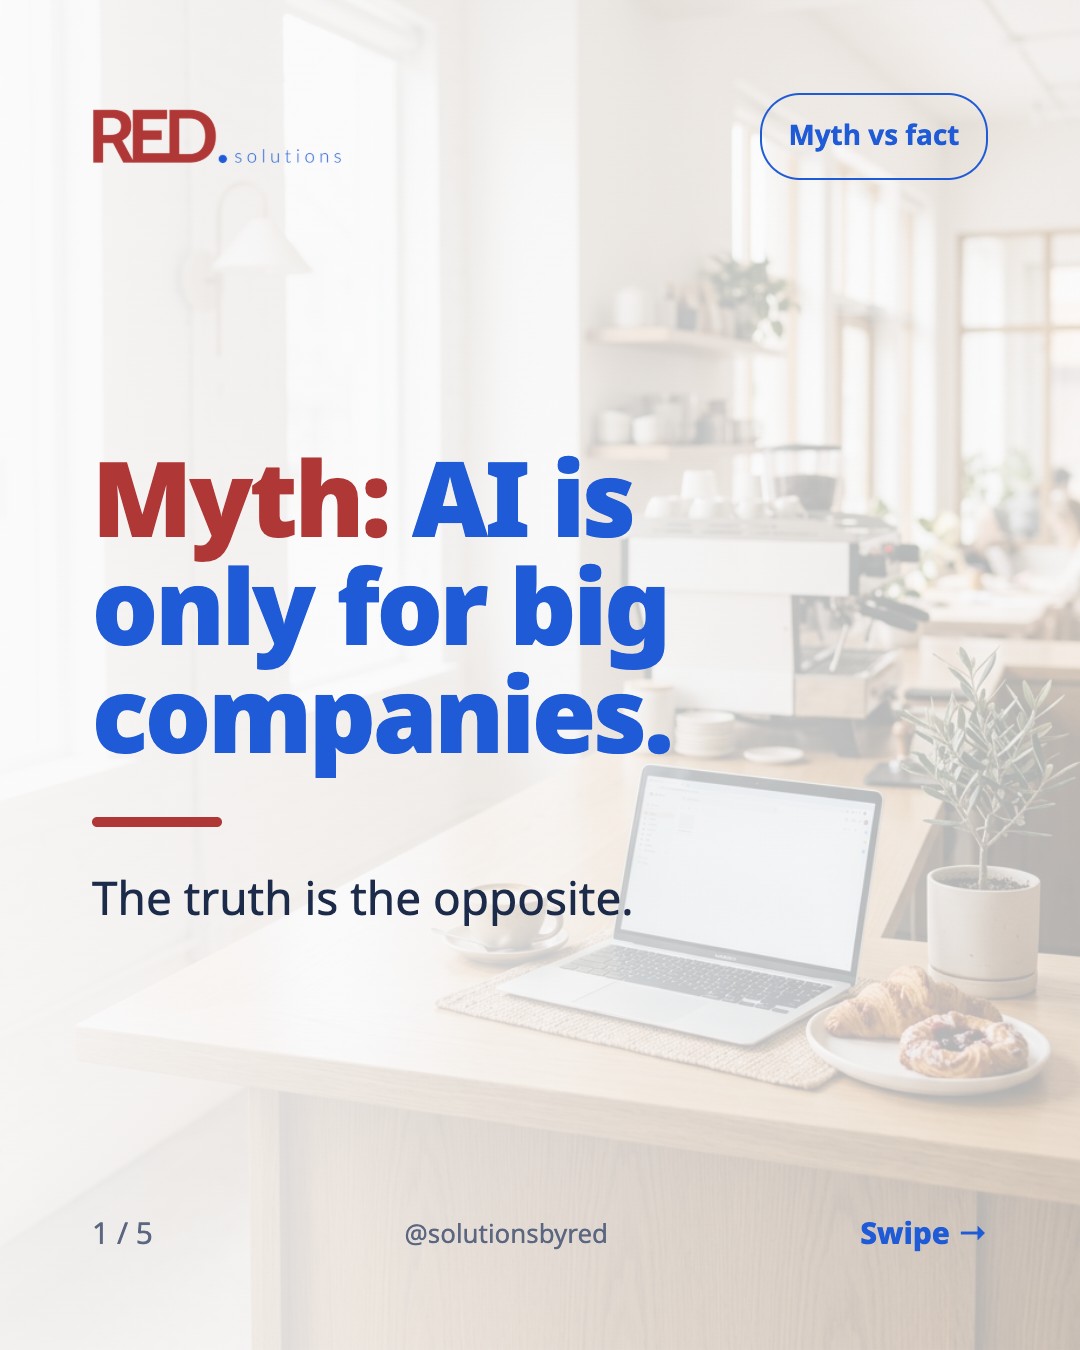 RED.solutions
Myth vs fact
Myth: AI is
only for big
companies.
The truth is the opposite.
1 / 5
@solutionsbyred
Swipe →